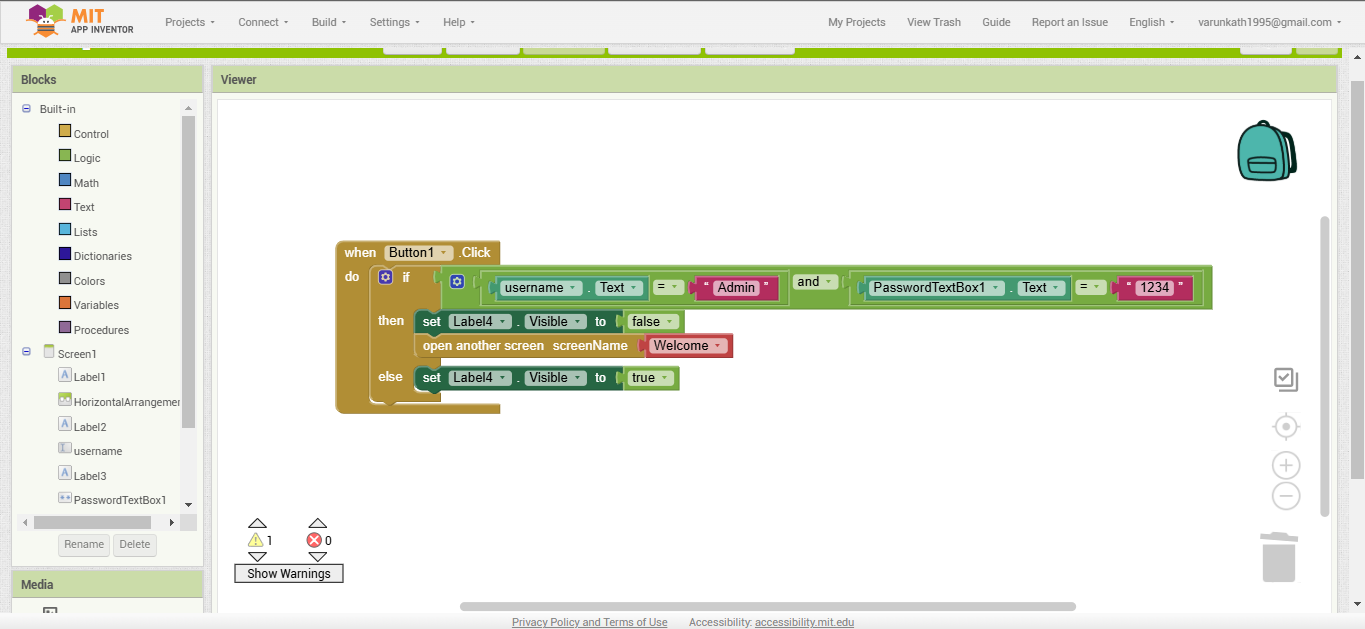 MIT
APP INVENTOR
Projects Connect Build Settings Help My Projects View Trash Guide Report an Issue English varunkath1995@gmail.com
Blocks
Viewer
Built-in
Control
Logic
Math
Text
Lists
Dictionaries
Colors
Variables
Procedures
Screen1
Label1
HorizontalArrangemen
Label2
username
Label3
PasswordTextBox1
Rename Delete
Media
when Button1 .Click
do if username . Text = " Admin " and PasswordTextBox1 . Text = " 1234 "
then set Label4 . Visible to false
open another screen screenName Welcome
else set Label4 . Visible to true
1 0
Show Warnings
Privacy Policy and Terms of Use Accessibility: accessibility.mit.edu